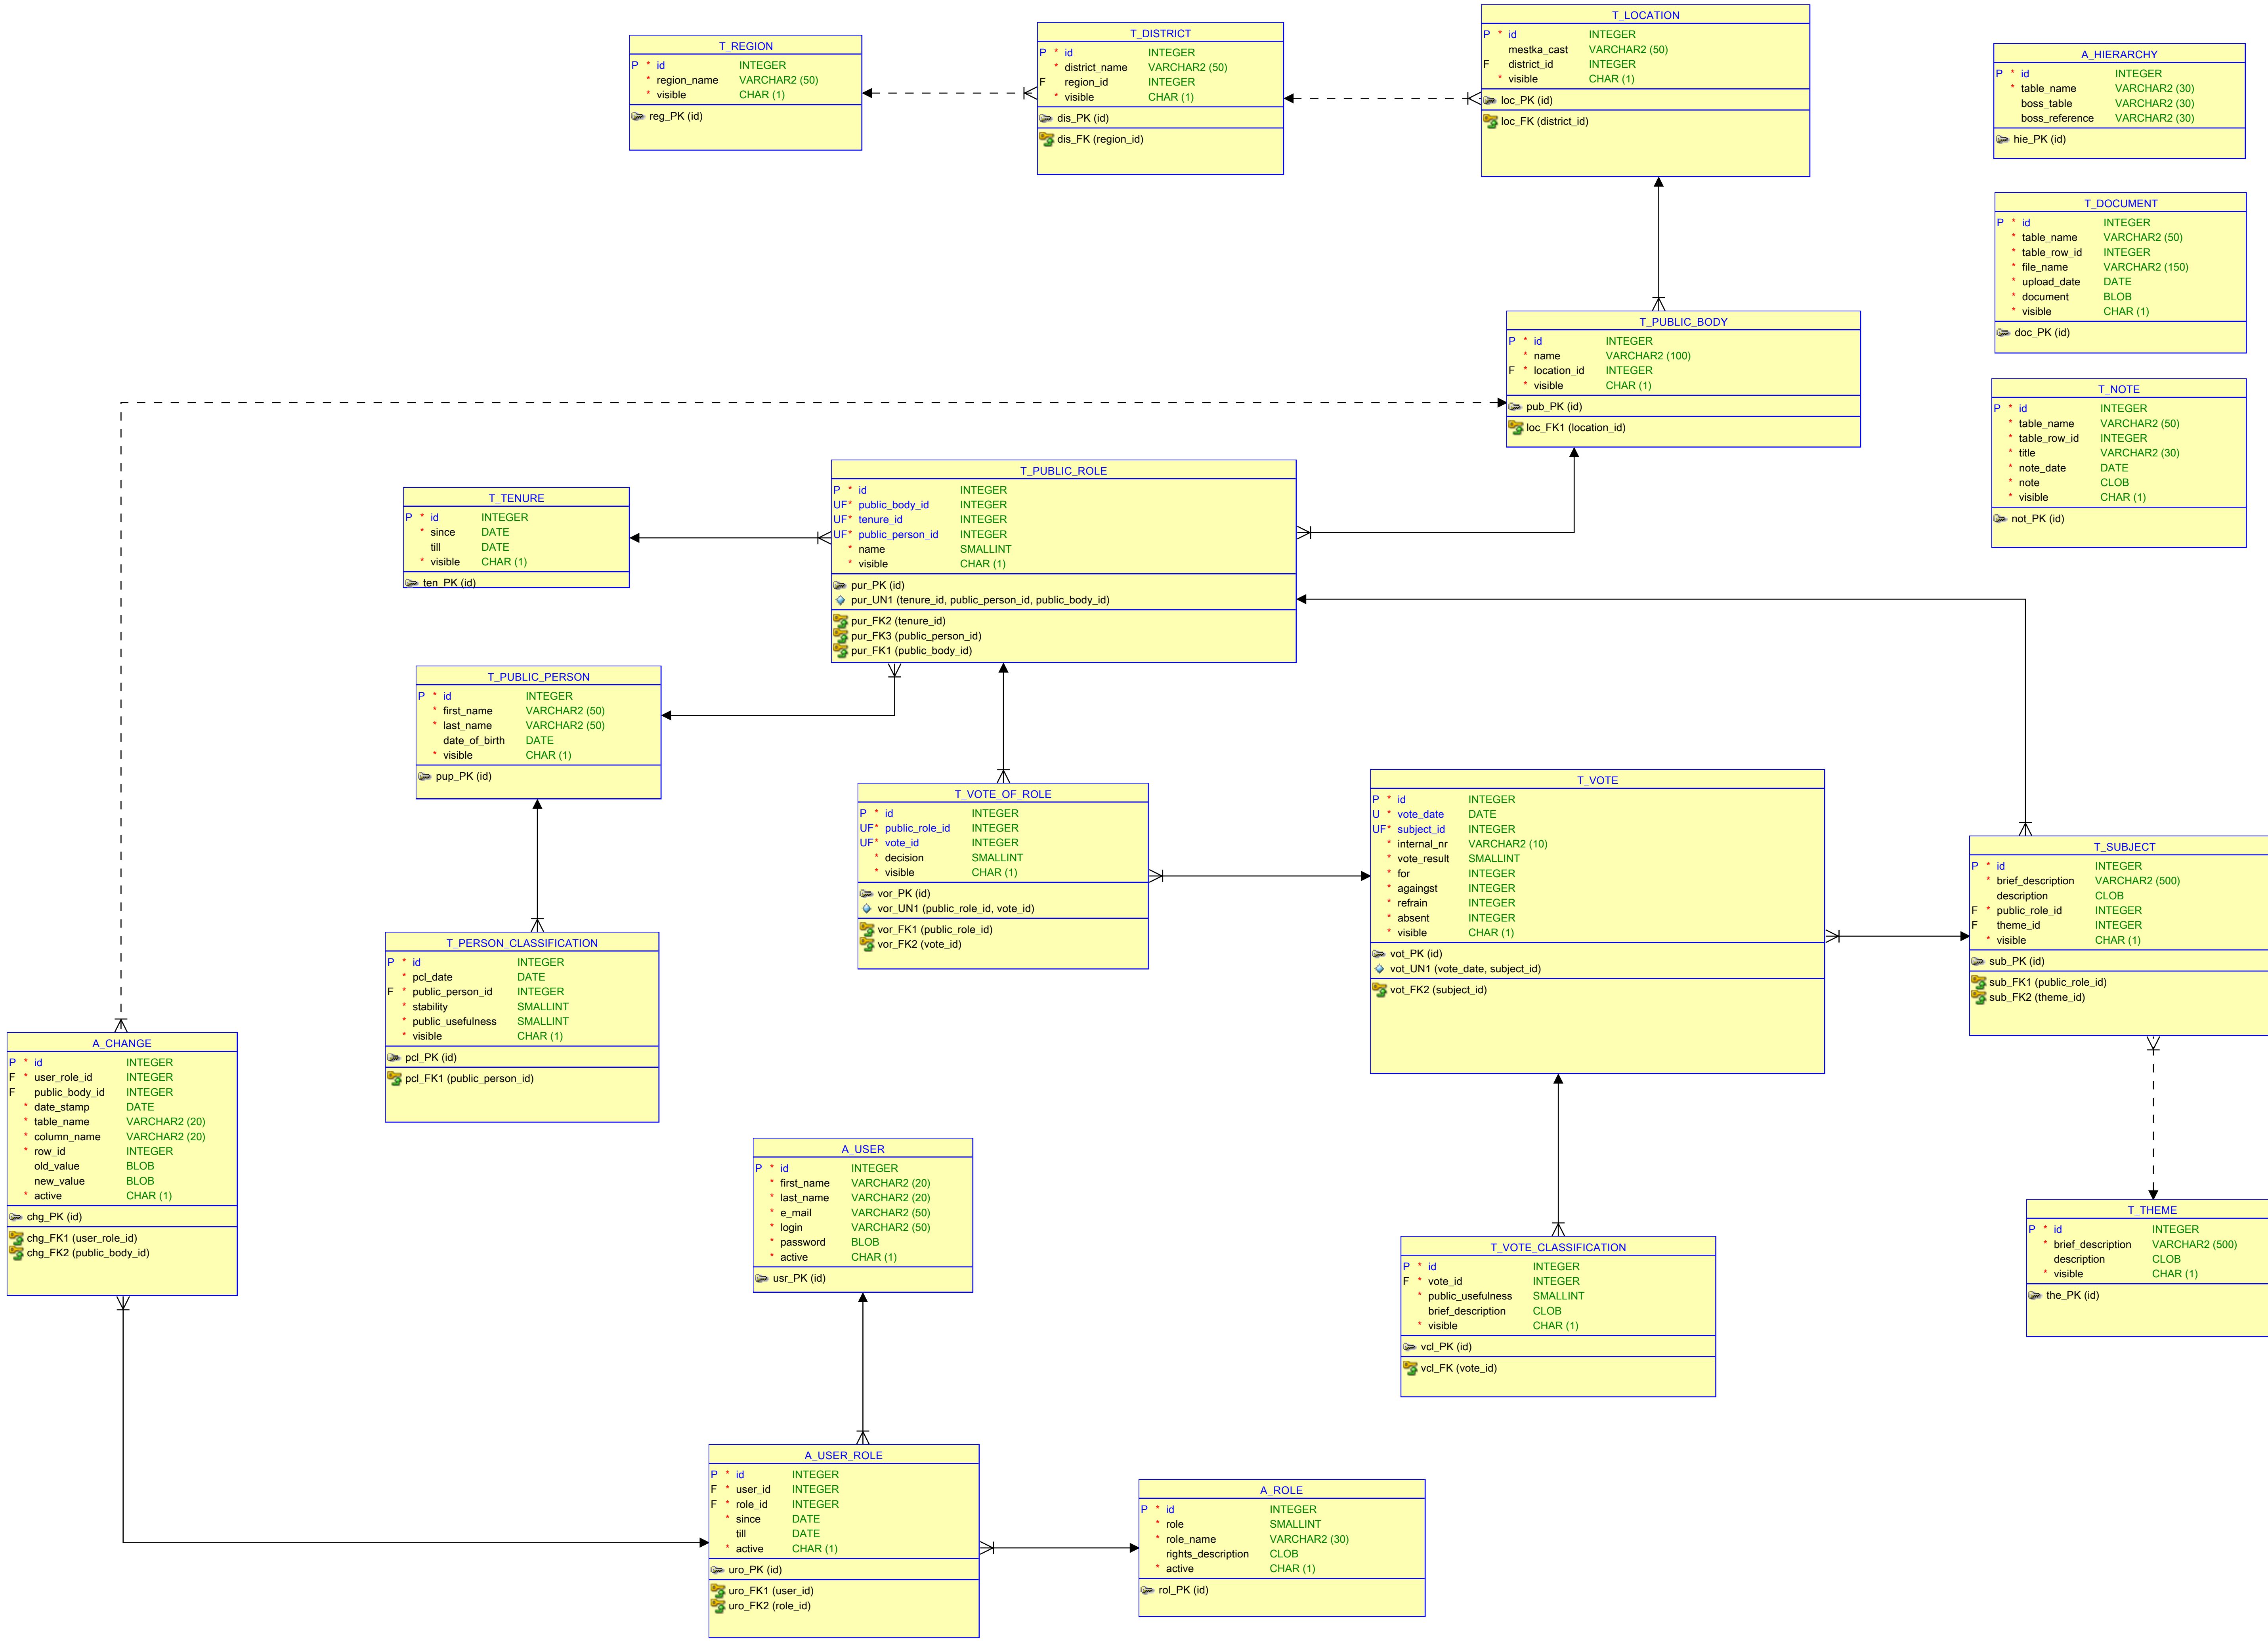 T_REGION
P * id INTEGER
* region_name VARCHAR2 (50)
* visible CHAR (1)
reg_PK (id)
T_DISTRICT
P * id INTEGER
* district_name VARCHAR2 (50)
F region_id INTEGER
* visible CHAR (1)
dis_PK (id)
dis_FK (region_id)
T_LOCATION
P * id INTEGER
mestka_cast VARCHAR2 (50)
F district_id INTEGER
* visible CHAR (1)
loc_PK (id)
loc_FK (district_id)
A_HIERARCHY
P * id INTEGER
* table_name VARCHAR2 (30)
boss_table VARCHAR2 (30)
boss_reference VARCHAR2 (30)
hie_PK (id)
T_DOCUMENT
P * id INTEGER
* table_name VARCHAR2 (50)
* table_row_id INTEGER
* file_name VARCHAR2 (150)
* upload_date DATE
* document BLOB
* visible CHAR (1)
doc_PK (id)
T_PUBLIC_BODY
P * id INTEGER
* name VARCHAR2 (100)
F * location_id INTEGER
* visible CHAR (1)
pub_PK (id)
loc_FK1 (location_id)
T_NOTE
P * id INTEGER
* table_name VARCHAR2 (50)
* table_row_id INTEGER
* title VARCHAR2 (30)
* note_date DATE
* note CLOB
* visible CHAR (1)
not_PK (id)
T_TENURE
P * id INTEGER
* since DATE
till DATE
* visible CHAR (1)
ten_PK (id)
T_PUBLIC_ROLE
P * id INTEGER
UF* public_body_id INTEGER
UF* tenure_id INTEGER
UF* public_person_id INTEGER
* name SMALLINT
* visible CHAR (1)
pur_PK (id)
pur_UN1 (tenure_id, public_person_id, public_body_id)
pur_FK2 (tenure_id)
pur_FK3 (public_person_id)
pur_FK1 (public_body_id)
T_PUBLIC_PERSON
P * id INTEGER
* first_name VARCHAR2 (50)
* last_name VARCHAR2 (50)
date_of_birth DATE
* visible CHAR (1)
pup_PK (id)
T_VOTE_OF_ROLE
P * id INTEGER
UF* public_role_id INTEGER
UF* vote_id INTEGER
* decision SMALLINT
* visible CHAR (1)
vor_PK (id)
vor_UN1 (public_role_id, vote_id)
vor_FK1 (public_role_id)
vor_FK2 (vote_id)
T_VOTE
P * id INTEGER
U * vote_date DATE
UF* subject_id INTEGER
* internal_nr VARCHAR2 (10)
* vote_result SMALLINT
* for INTEGER
* againgst INTEGER
* refrain INTEGER
* absent INTEGER
* visible CHAR (1)
vot_PK (id)
vot_UN1 (vote_date, subject_id)
vot_FK2 (subject_id)
T_SUBJECT
P * id INTEGER
* brief_description VARCHAR2 (500)
description CLOB
F * public_role_id INTEGER
F theme_id INTEGER
* visible CHAR (1)
sub_PK (id)
sub_FK1 (public_role_id)
sub_FK2 (theme_id)
T_PERSON_CLASSIFICATION
P * id INTEGER
* pcl_date DATE
F * public_person_id INTEGER
* stability SMALLINT
* public_usefulness SMALLINT
* visible CHAR (1)
pcl_PK (id)
pcl_FK1 (public_person_id)
A_CHANGE
P * id INTEGER
F * user_role_id INTEGER
F public_body_id INTEGER
* date_stamp DATE
* table_name VARCHAR2 (20)
* column_name VARCHAR2 (20)
* row_id INTEGER
old_value BLOB
new_value BLOB
* active CHAR (1)
chg_PK (id)
chg_FK1 (user_role_id)
chg_FK2 (public_body_id)
A_USER
P * id INTEGER
* first_name VARCHAR2 (20)
* last_name VARCHAR2 (20)
* e_mail VARCHAR2 (50)
* login VARCHAR2 (50)
* password BLOB
* active CHAR (1)
usr_PK (id)
T_VOTE_CLASSIFICATION
P * id INTEGER
F * vote_id INTEGER
* public_usefulness SMALLINT
brief_description CLOB
* visible CHAR (1)
vcl_PK (id)
vcl_FK (vote_id)
T_THEME
P * id INTEGER
* brief_description VARCHAR2 (500)
description CLOB
* visible CHAR (1)
the_PK (id)
A_USER_ROLE
P * id INTEGER
F * user_id INTEGER
F * role_id INTEGER
* since DATE
till DATE
* active CHAR (1)
uro_PK (id)
uro_FK1 (user_id)
uro_FK2 (role_id)
A_ROLE
P * id INTEGER
* role SMALLINT
* role_name VARCHAR2 (30)
rights_description CLOB
* active CHAR (1)
rol_PK (id)